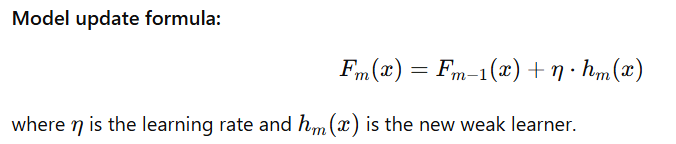 Model update formula:
Fₘ(x) = Fₘ₋₁(x) + η · hₘ(x)
where η is the learning rate and hₘ(x) is the new weak learner.